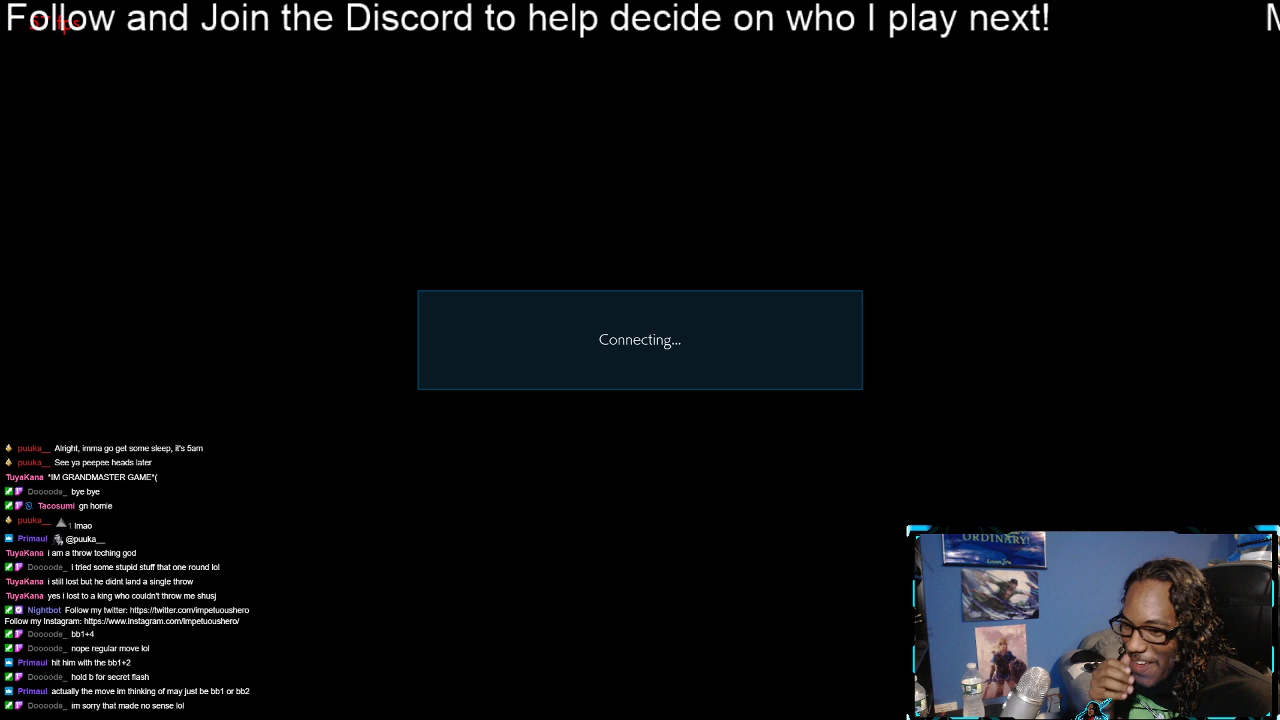 Follow and Join the Discord to help decide on who I play next!
Connecting...
puuka__ Alright, imma go get some sleep, it's 5am
puuka__ See ya peepee heads later
TuyaKana *IM GRANDMASTER GAME*(
Doooode_ bye bye
Tacosumi gn homie
puuka__ 1 lmao
Primaul @puuka__
TuyaKana i am a throw teching god
Doooode_ i tried some stupid stuff that one round lol
TuyaKana i still lost but he didnt land a single throw
TuyaKana yes i lost to a king who couldn't throw me shusj
Nightbot Follow my twitter: https://twitter.com/impetuoushero
Follow my Instagram: https://www.instagram.com/impetuoushero/
Doooode_ bb1+4
Doooode_ nope regular move lol
Primaul hit him with the bb1+2
Doooode_ hold b for secret flash
Primaul actually the move im thinking of may just be bb1 or bb2
Doooode_ im sorry that made no sense lol
ORDINARY!